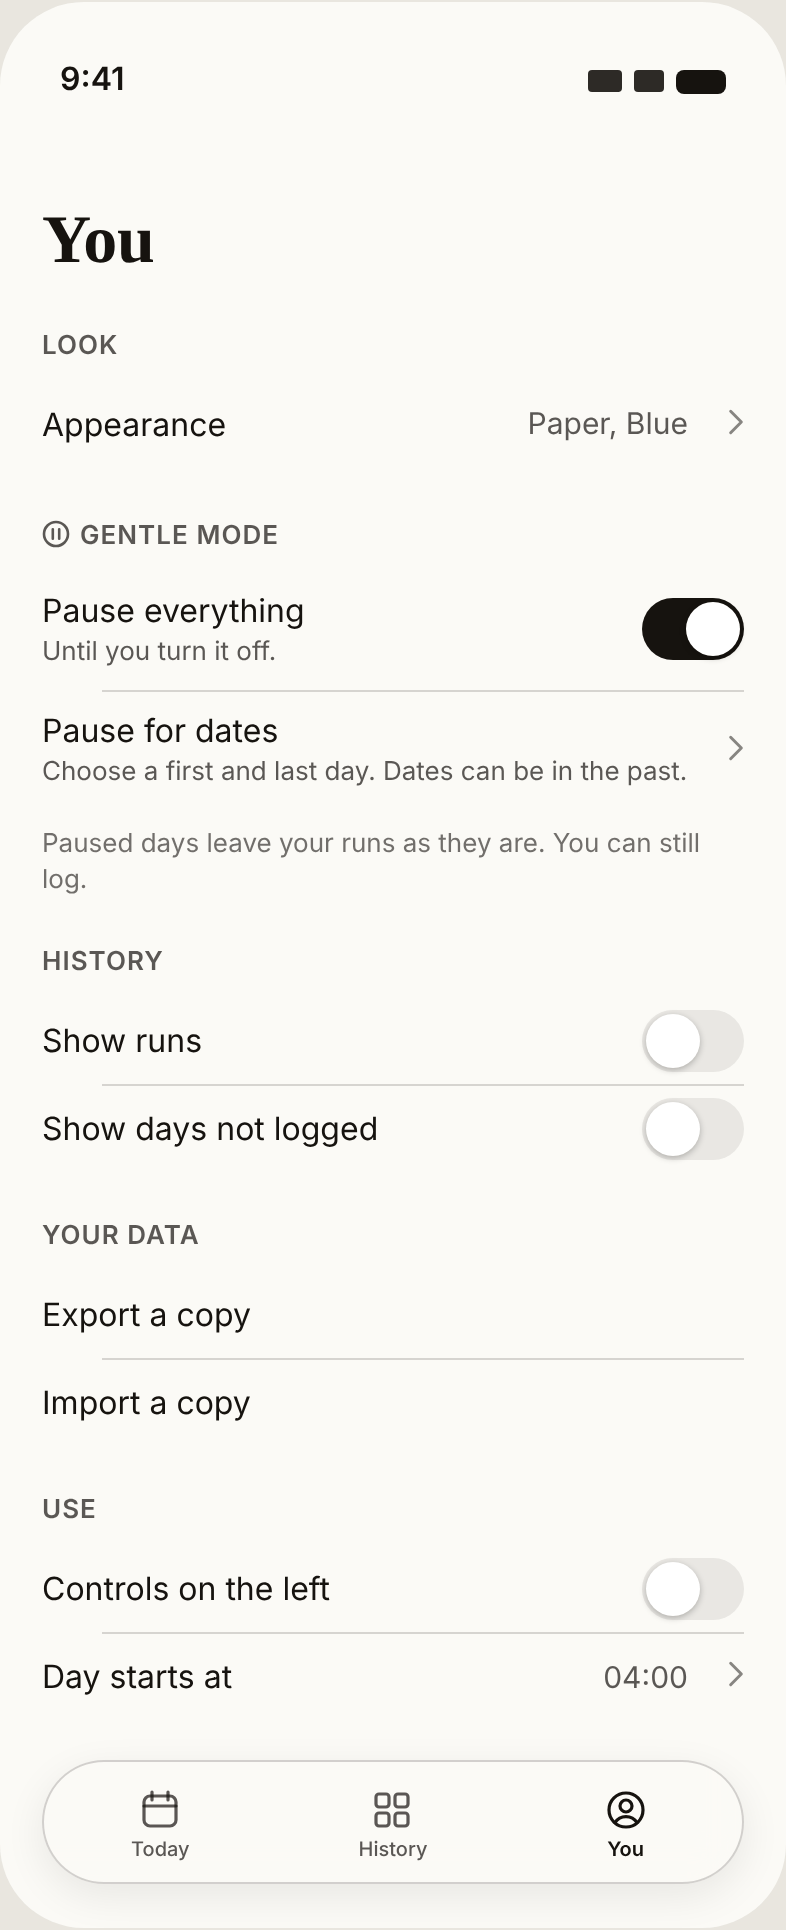 9:41
You
LOOK
Appearance
Paper, Blue
GENTLE MODE
Pause everything
Until you turn it off.
Pause for dates
Choose a first and last day. Dates can be in the past.
Paused days leave your runs as they are. You can still
log.
HISTORY
Show runs
Show days not logged
YOUR DATA
Export a copy
Import a copy
USE
Controls on the left
Day starts at
04:00
Today
History
You